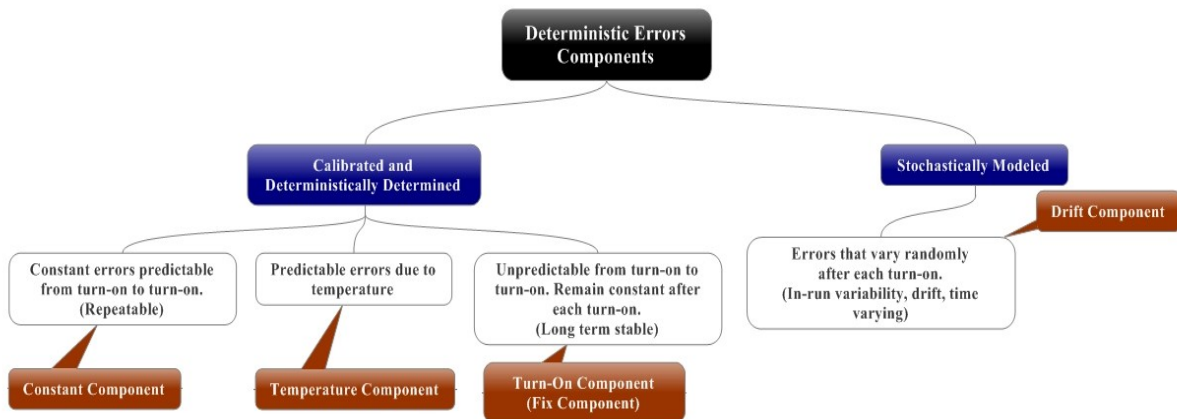 Deterministic Errors
Components
Calibrated and
Deterministically Determined
Stochastically Modeled
Drift Component
Constant errors predictable
from turn-on to turn-on.
(Repeatable)
Predictable errors due to
temperature
Unpredictable from turn-on to
turn-on. Remain constant after
each turn-on.
(Long term stable)
Errors that vary randomly
after each turn-on.
(In-run variability, drift, time
varying)
Constant Component
Temperature Component
Turn-On Component
(Fix Component)